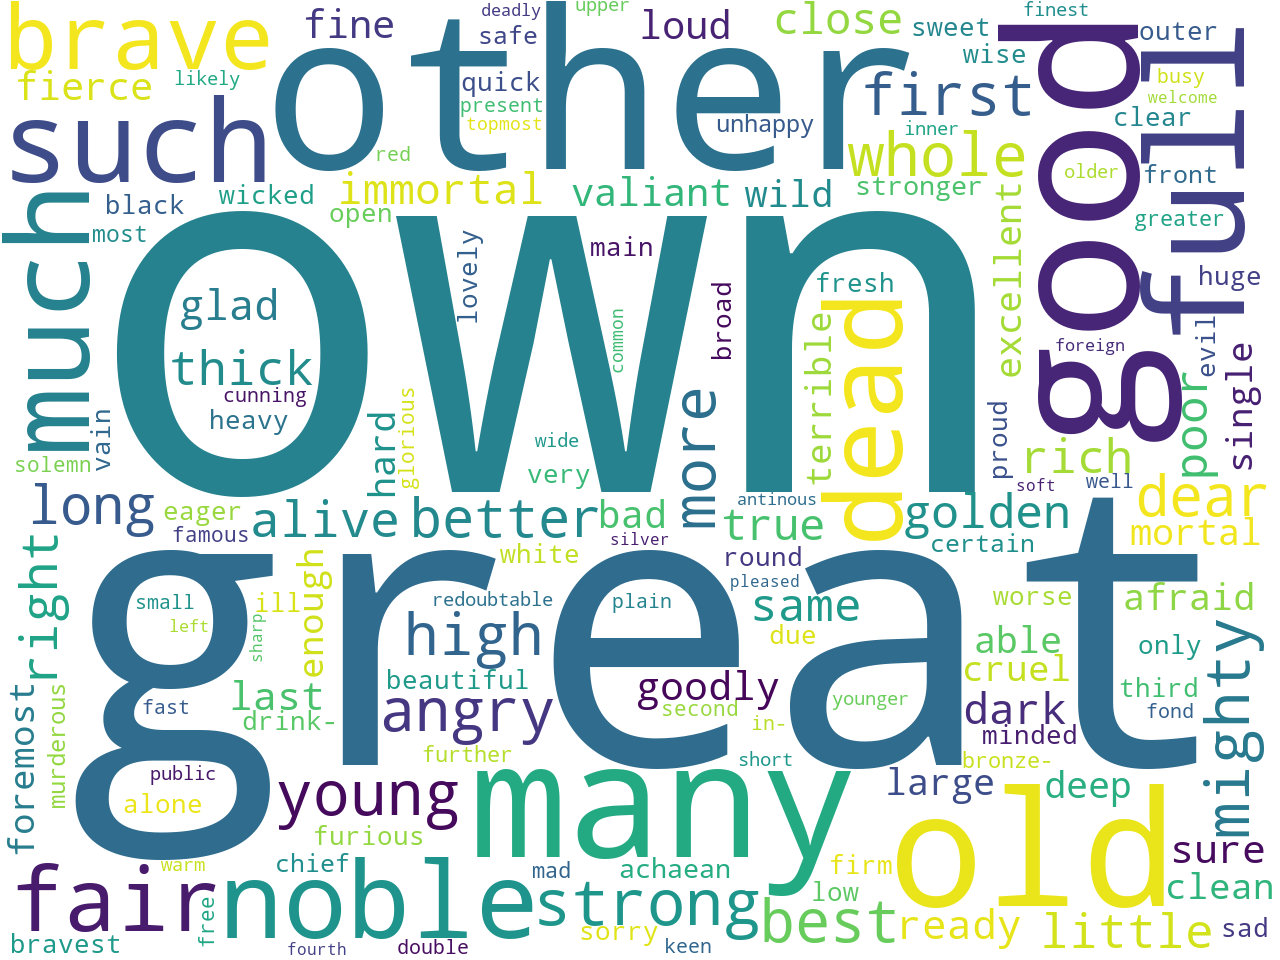 brave
other
fine
deadly
upper
loud
close
sweet
finest
outer
good
full
fierce
likely
safe
quick
wise
first
busy
welcome
such
present
topmost
unhappy
inner
clear
red
whole
older
front
much
black
wicked
immortal
valiant
wild
stronger
excellent
most
open
greater
own
lovely
main
huge
glad
broad
fresh
dead
thick
common
terrible
foreign
evil
single
cunning
heavy
glorious
more
proud
poor
vain
hard
wide
rich
solemn
very
soft
well
long
eager
alive
better
bad
antinous
true
golden
dear
famous
silver
certain
mortal
right
great
enough
white
round
pleased
small
ill
redoubtable
plain
same
worse
afraid
left
sharp
high
due
able
only
mighty
last
beautiful
goodly
cruel
third
foremost
murderous
fast
drink-
angry
second
in-
younger
dark
fond
minded
further
short
bronze-
public
young
many
large
deep
alone
old
furious
warm
chief
mad
achaean
firm
sure
fair
noble
strong
low
clean
free
best
ready
little
bravest
sorry
sad
fourth
double
keen